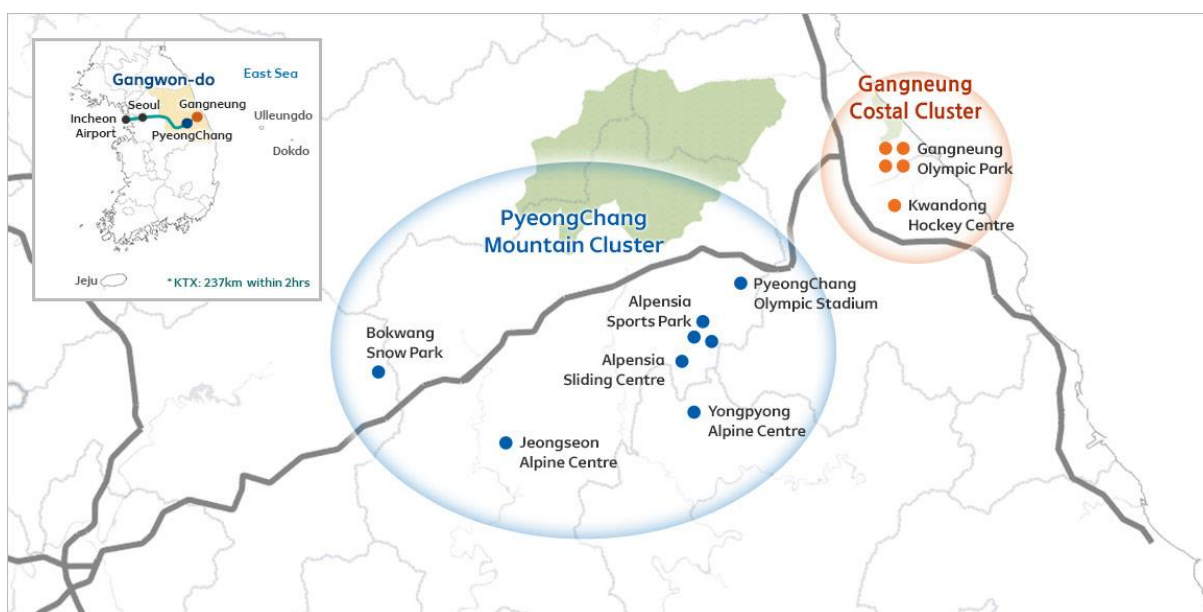 Gangwon-do
East Sea
Seoul
Gangneung
Incheon
Airport
PyeongChang
Ulleungdo
Dokdo
Jeju
*KTX: 237km within 2hrs
PyeongChang
Mountain Cluster
Gangneung
Costal Cluster
Gangneung
Olympic Park
Kwandong
Hockey Centre
PyeongChang
Olympic Stadium
Alpensia
Sports Park
Bokwang
Snow Park
Alpensia
Sliding Centre
Yongpyong
Alpine Centre
Jeongseon
Alpine Centre